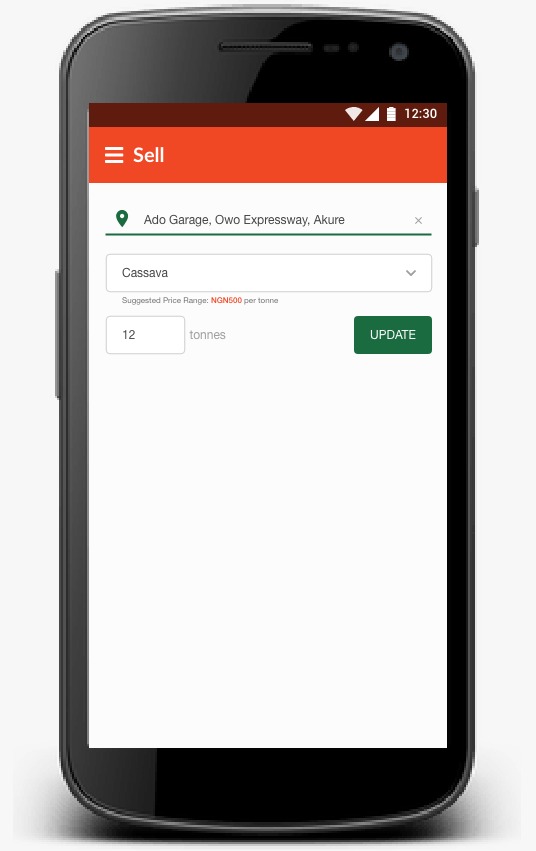 12:30
Sell
Ado Garage, Owo Expressway, Akure
Cassava
Suggested Price Range: NGN500 per tonne
12 tonnes UPDATE